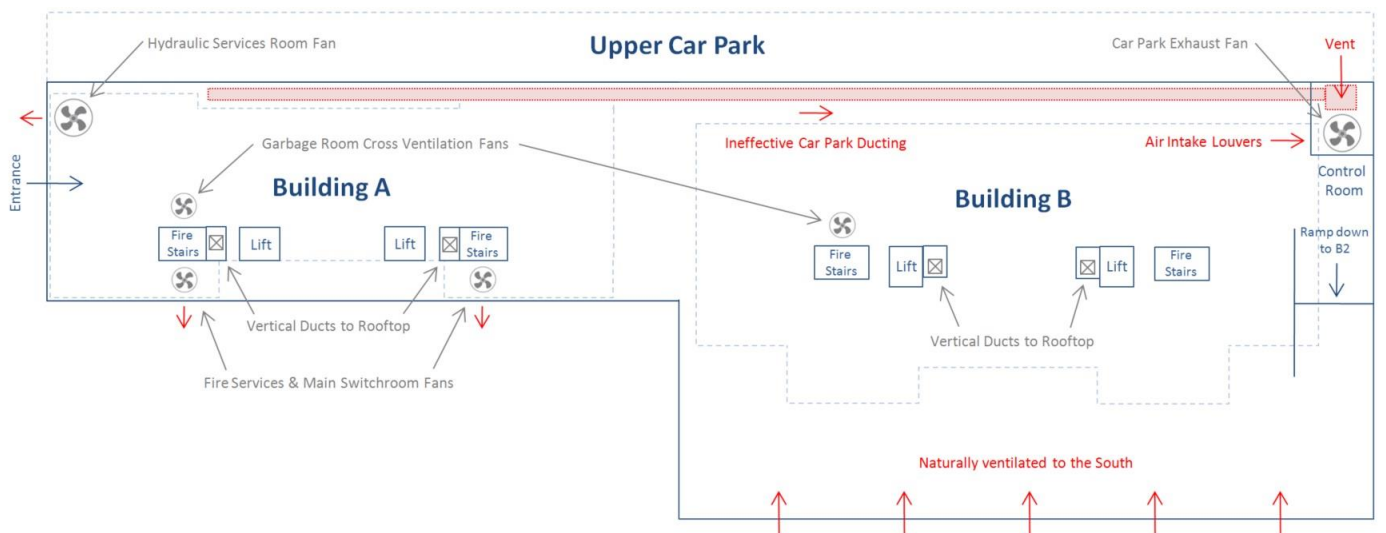 Upper Car Park
Hydraulic Services Room Fan
Car Park Exhaust Fan
Vent
Garbage Room Cross Ventilation Fans
Ineffective Car Park Ducting
Air Intake Louvers
Entrance
Building A
Building B
Control
Room
Fire
Stairs
Lift
Lift
Fire
Stairs
Fire
Stairs
Lift
Lift
Fire
Stairs
Ramp down
to B2
Vertical Ducts to Rooftop
Vertical Ducts to Rooftop
Fire Services & Main Switchroom Fans
Naturally ventilated to the South